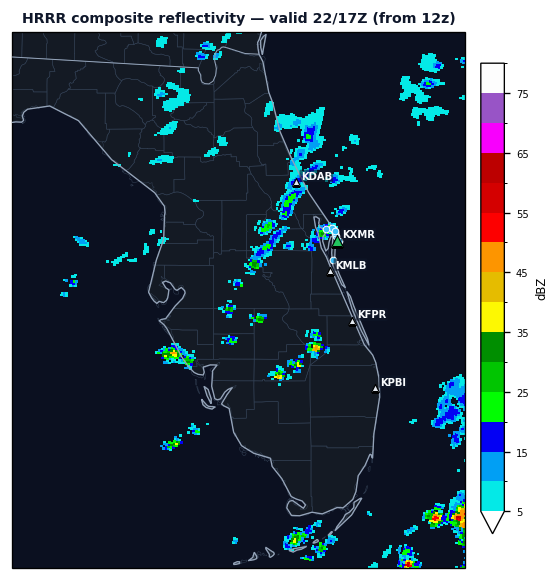 HRRR composite reflectivity — valid 22/17Z (from 12z)
KDAB
KXMR
KMLB
KFPR
KPBI
75
65
55
45
35
25
15
5
dBZ